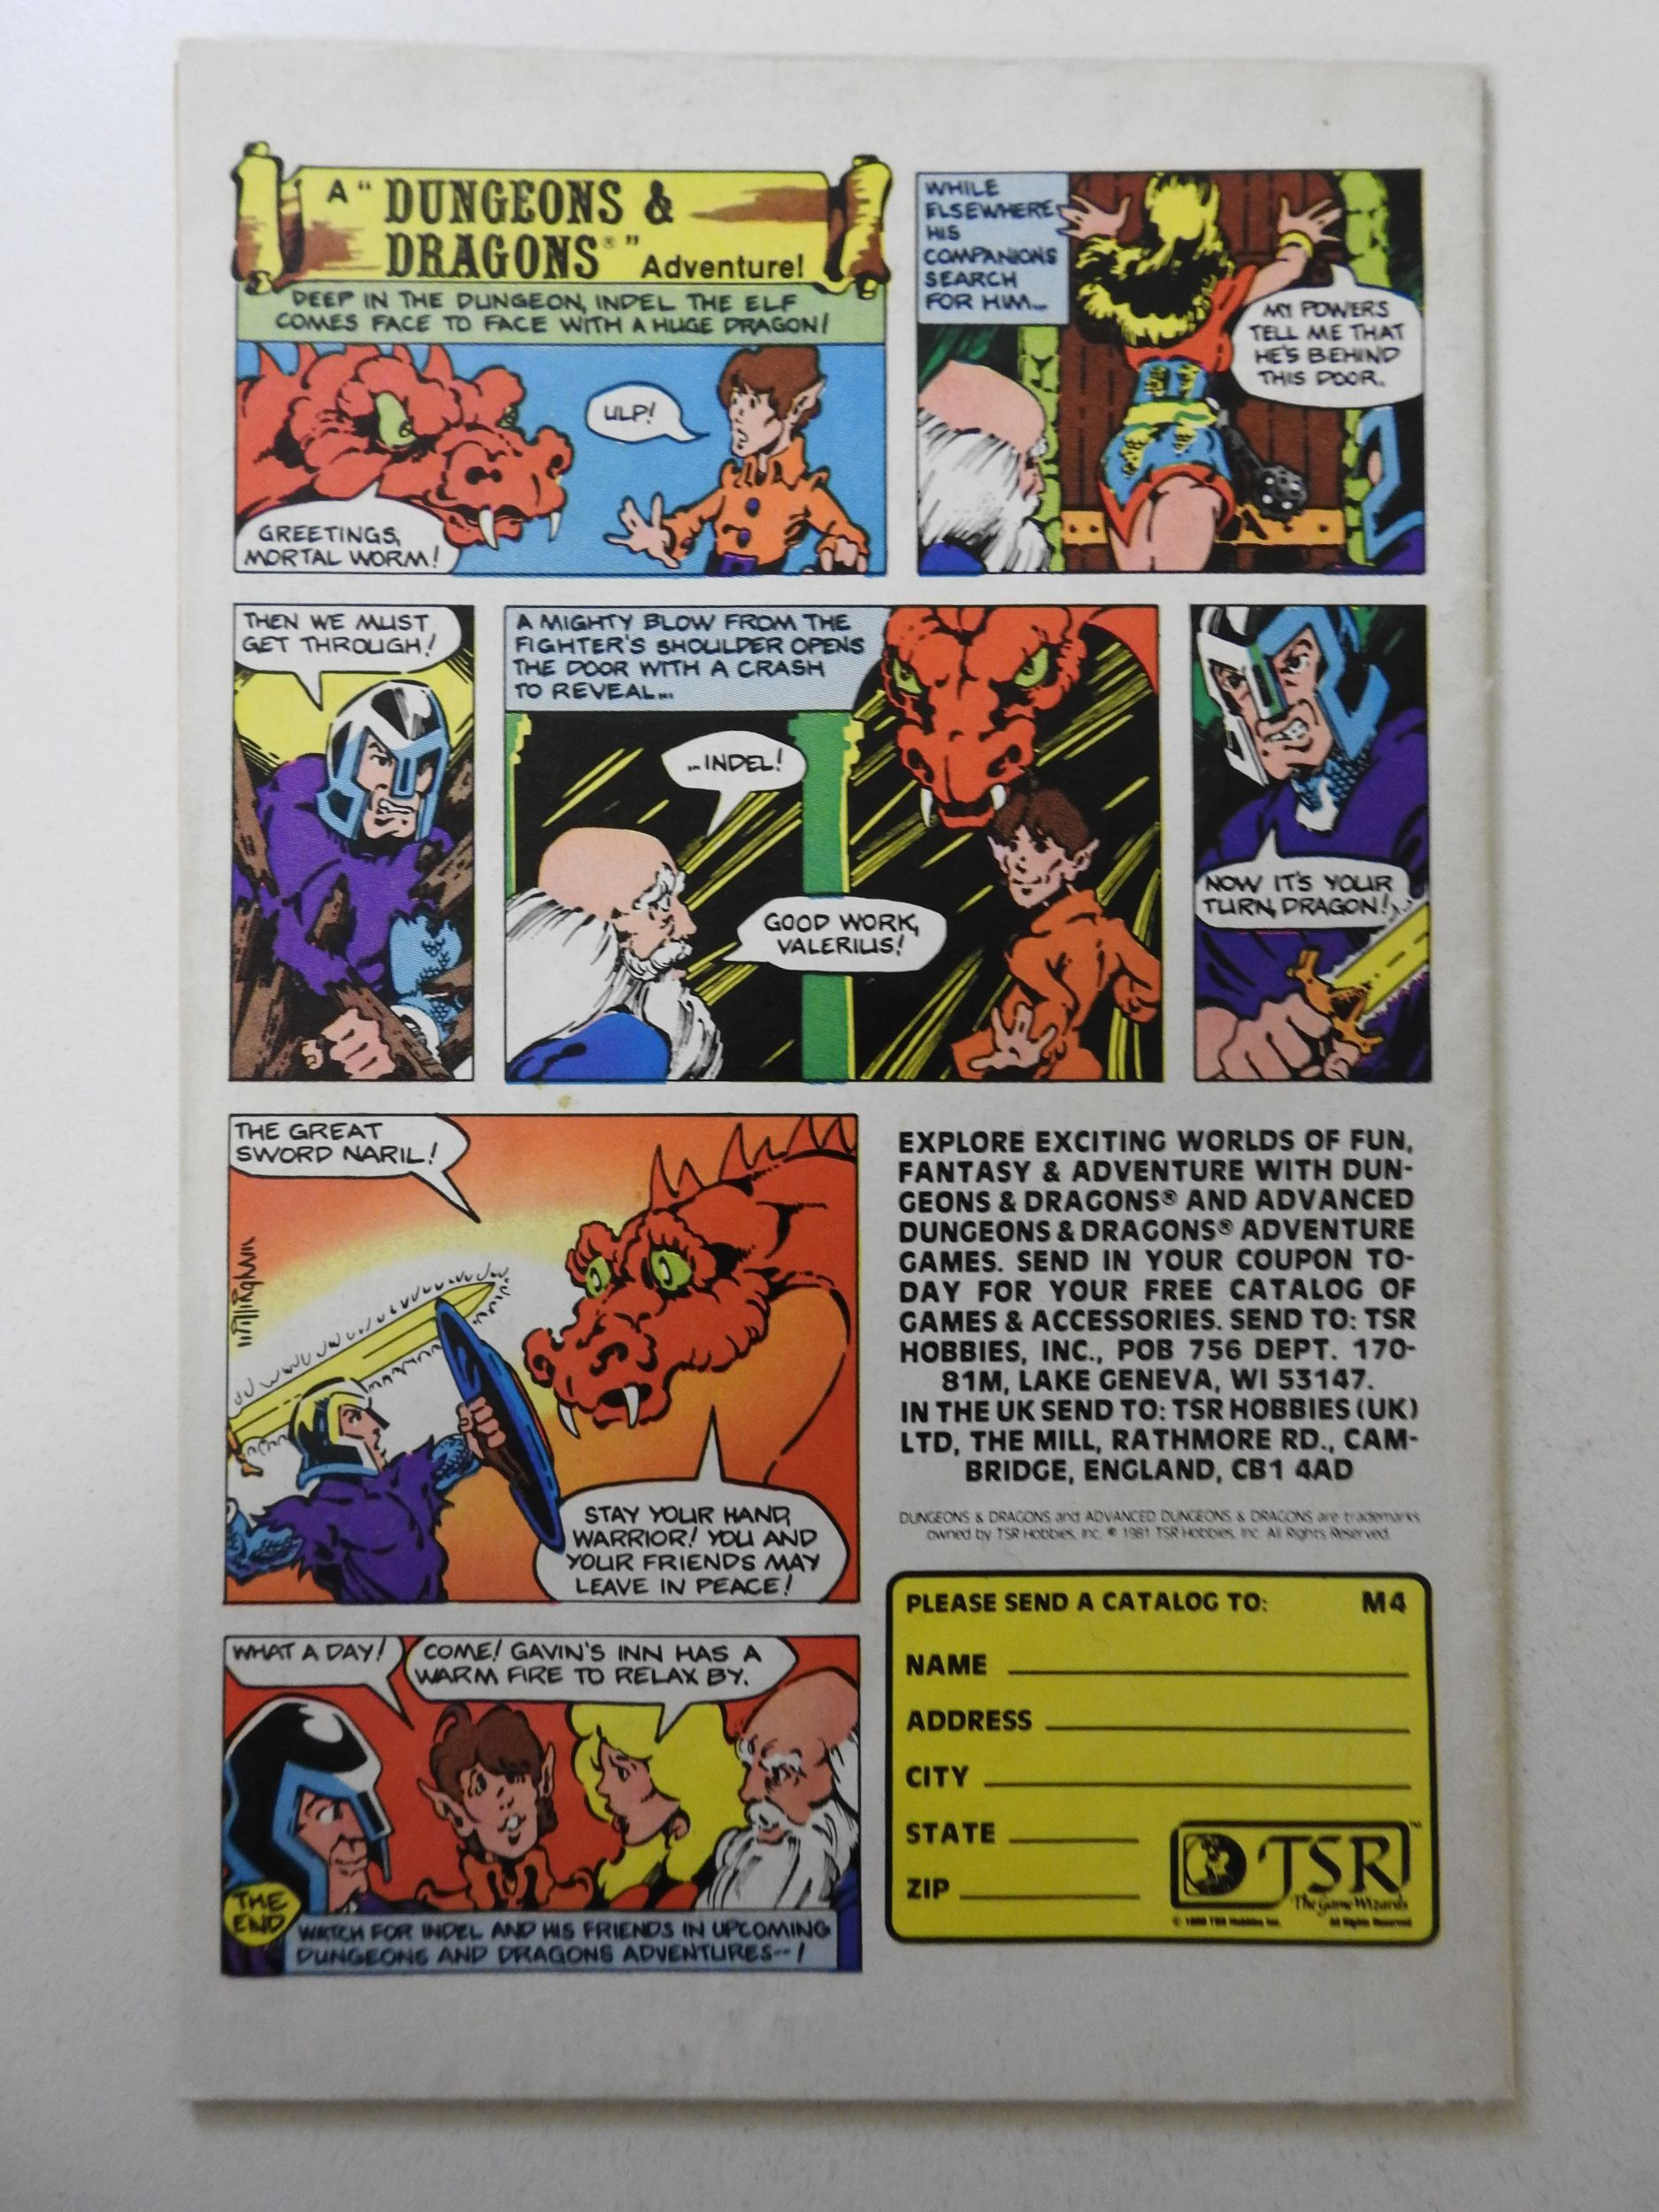 A "DUNGEONS &
DRAGONS®"
Adventure!
DEEP IN THE DUNGEON, INDEL THE ELF
COMES FACE TO FACE WITH A HUGE DRAGON!
ULP!
GREETINGS,
MORTAL WORM!
WHILE
ELSEWHERE
HIS
COMPANIONS
SEARCH
FOR HIM...
MY POWERS
TELL ME THAT
HE'S BEHIND
THIS DOOR.
THEN WE MUST
GET THROUGH!
A MIGHTY BLOW FROM THE
FIGHTER'S SHOULDER OPENS
THE DOOR WITH A CRASH
TO REVEAL...
...INDEL!
GOOD WORK,
VALERIUS!
NOW IT'S YOUR
TURN, DRAGON!
THE GREAT
SWORD NARIL!
willingham
STAY YOUR HAND,
WARRIOR! YOU AND
YOUR FRIENDS MAY
LEAVE IN PEACE!
WHAT A DAY!
COME! GAVIN'S INN HAS A
WARM FIRE TO RELAX BY.
THE
END
WATCH FOR INDEL AND HIS FRIENDS IN UPCOMING
DUNGEONS AND DRAGONS ADVENTURES--!
EXPLORE EXCITING WORLDS OF FUN,
FANTASY & ADVENTURE WITH DUN-
GEONS & DRAGONS® AND ADVANCED
DUNGEONS & DRAGONS® ADVENTURE
GAMES. SEND IN YOUR COUPON TO-
DAY FOR YOUR FREE CATALOG OF
GAMES & ACCESSORIES. SEND TO: TSR
HOBBIES, INC., POB 756 DEPT. 170-
81M, LAKE GENEVA, WI 53147.
IN THE UK SEND TO: TSR HOBBIES (UK)
LTD, THE MILL, RATHMORE RD., CAM-
BRIDGE, ENGLAND, CB1 4AD
DUNGEONS & DRAGONS and ADVANCED DUNGEONS & DRAGONS are trademarks
owned by TSR Hobbies, Inc. © 1981 TSR Hobbies, Inc. All Rights Reserved.
PLEASE SEND A CATALOG TO: M4
NAME
ADDRESS
CITY
STATE
ZIP
TSR™
The Game Wizards
© 1980 TSR Hobbies Inc. All Rights Reserved